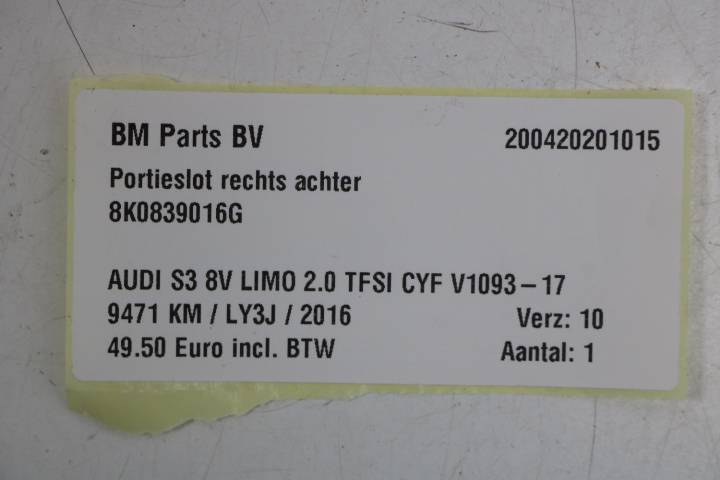 BM Parts BV 200420201015
Portieslot rechts achter
8K0839016G
AUDI S3 8V LIMO 2.0 TFSI CYF V1093-17
9471 KM / LY3J / 2016 Verz: 10
49.50 Euro incl. BTW Aantal: 1